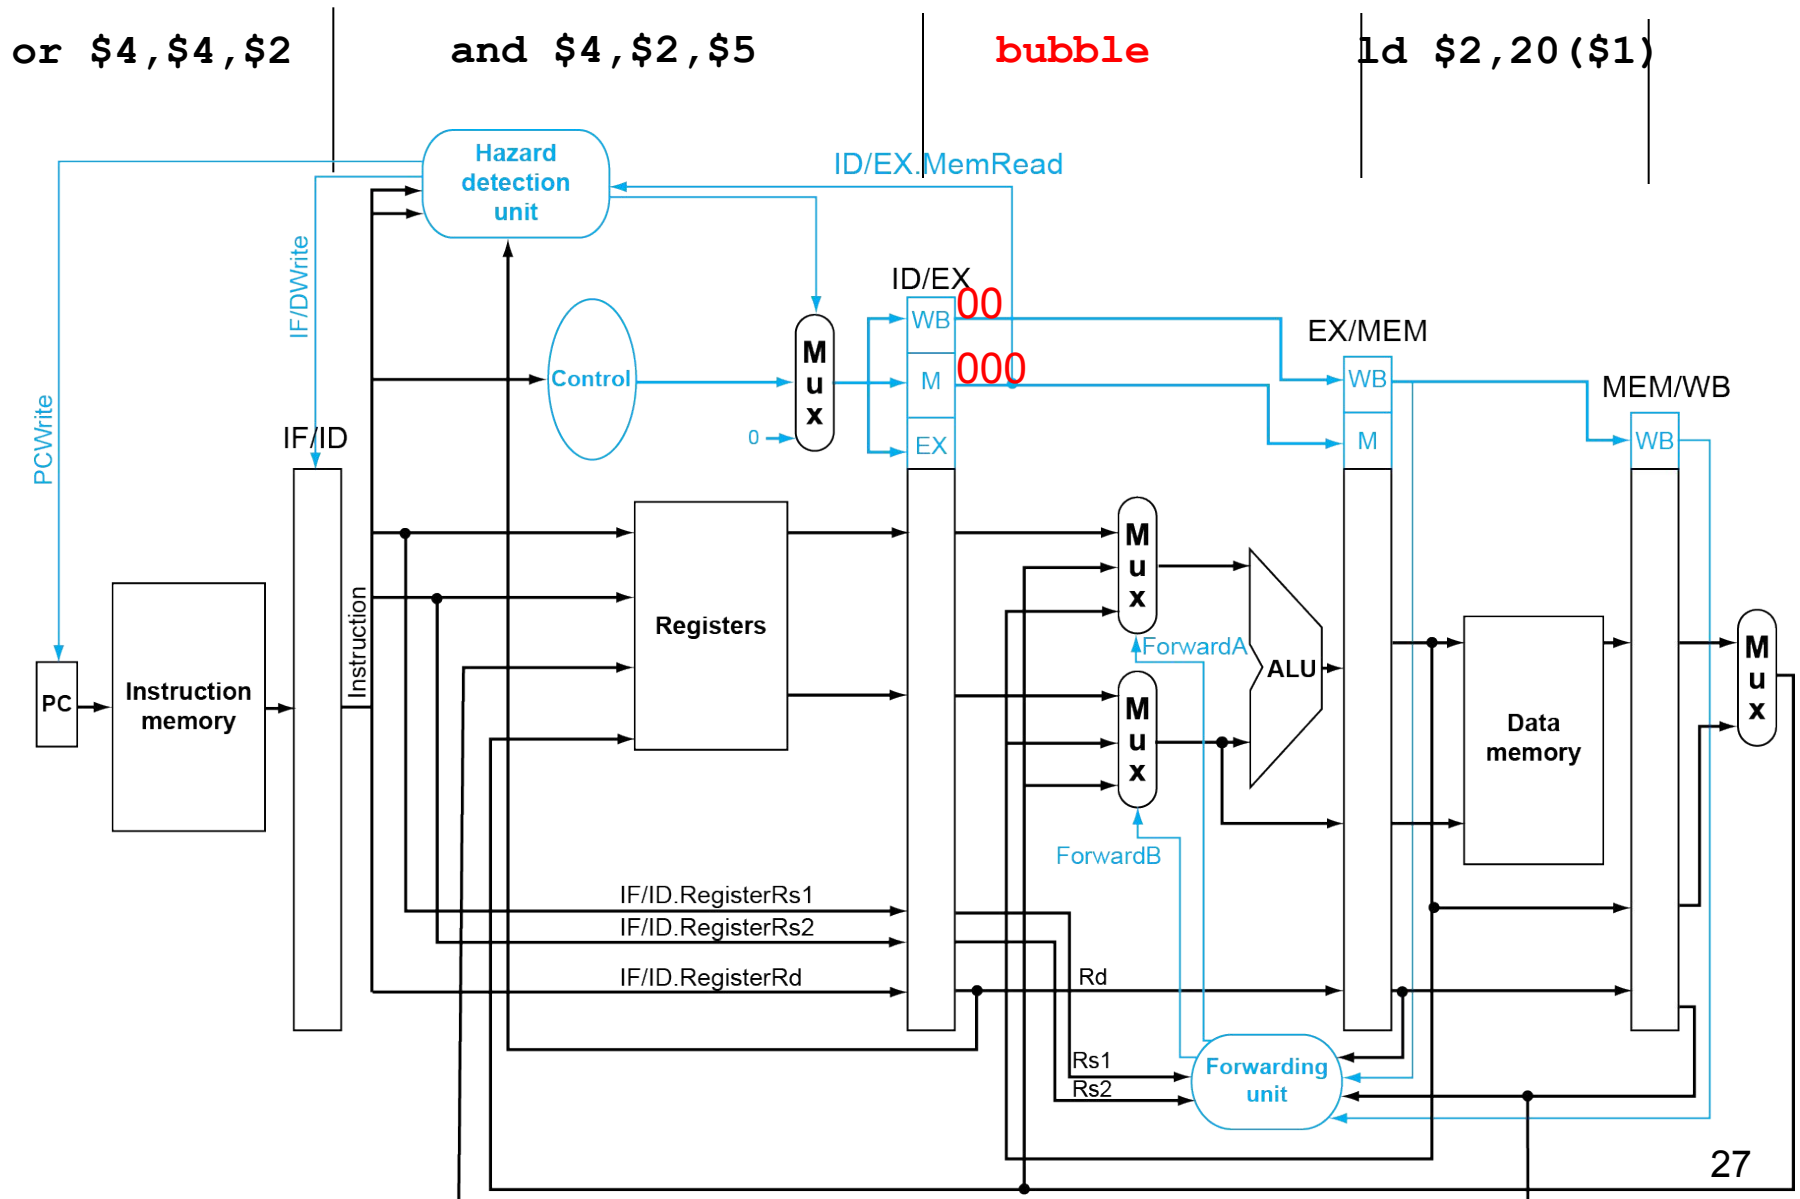 or $4,$4,$2
and $4,$2,$5
bubble
ld $2,20($1)
Hazard
detection
unit
ID/EX.MemRead
IF/DWrite
PCWrite
ID/EX
00
WB
000
M
EX
Control
M
u
x
0
EX/MEM
WB
M
MEM/WB
WB
IF/ID
Instruction
PC
Instruction
memory
Registers
M
u
x
ForwardA
M
u
x
ForwardB
ALU
Data
memory
M
u
x
IF/ID.RegisterRs1
IF/ID.RegisterRs2
IF/ID.RegisterRd
Rd
Rs1
Rs2
Forwarding
unit
27